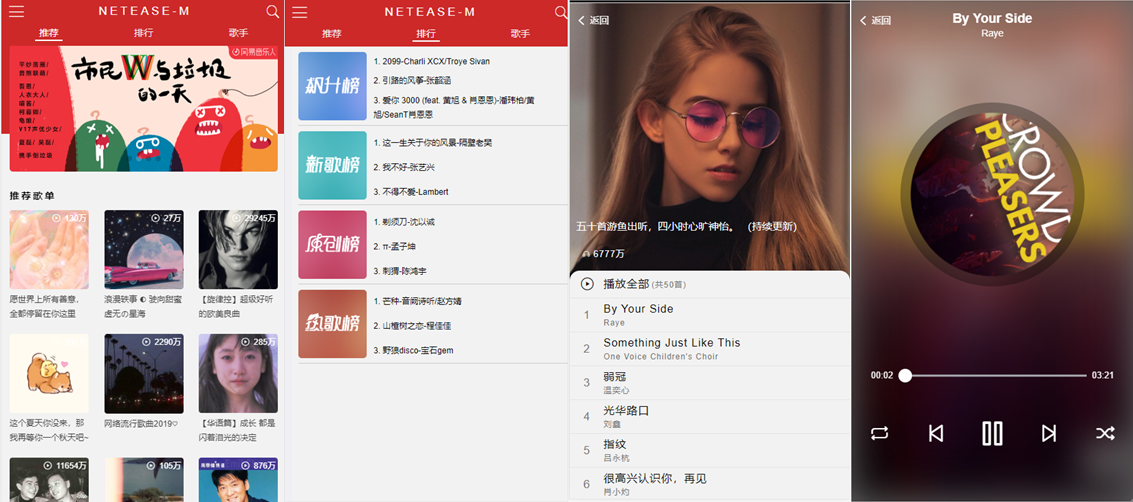 NETEASE-M
推荐
排行
歌手
网易音乐人
市民W与垃圾
的一天
推荐歌单
130万
27万
29245万
愿世界上所有善意，
全都停留在你这里
浪漫轶事 ◐ 驶向甜蜜
虚无の星海
【旋律控】超级好听
的欧美良曲
2290万
285万
这个夏天你没来，那
我再等你一个秋天吧~
网络流行歌曲2019♡
【华语篇】成长 都是
闪着泪光的决定
11654万
105万
876万
NETEASE-M
推荐
排行
歌手
飙升榜
1. 2099-Charli XCX/Troye Sivan
2. 引路的风筝-张韶涵
3. 爱你 3000 (feat. 黄旭 & 肖恩恩)-潘玮柏/黄
旭/SeanT肖恩恩
新歌榜
1. 这一生关于你的风景-隔壁老樊
2. 我不好-张艺兴
3. 不得不爱-Lambert
原创榜
1. 剃须刀-沈以诚
2. π-孟子坤
3. 刺猬-陈鸿宇
热歌榜
1. 芒种-音阙诗听/赵方婧
2. 山楂树之恋-程佳佳
3. 野狼disco-宝石gem
返回
五十首游鱼出听，四小时心旷神怡。 （持续更新）
6777万
播放全部 (共50首)
1
By Your Side
Raye
2
Something Just Like This
One Voice Children's Choir
3
弱冠
温奕心
4
光华路口
刘鑫
5
指纹
吕永杭
6
很高兴认识你，再见
肖小灼
返回
By Your Side
Raye
CROWD
PLEASERS
00:02
03:21